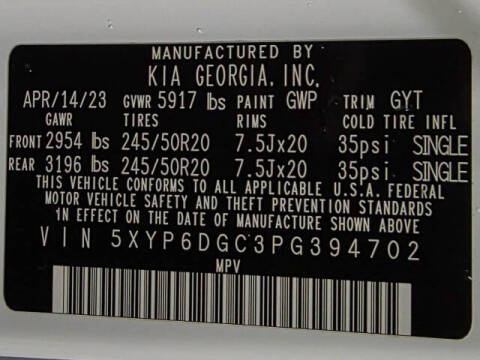 MANUFACTURED BY
KIA GEORGIA, INC.
APR/14/23 GVWR 5917 lbs PAINT GWP TRIM GYT
GAWR TIRES RIMS COLD TIRE INFL
FRONT 2954 lbs 245/50R20 7.5Jx20 35psi SINGLE
REAR 3196 lbs 245/50R20 7.5Jx20 35psi SINGLE
THIS VEHICLE CONFORMS TO ALL APPLICABLE U.S.A. FEDERAL
MOTOR VEHICLE SAFETY AND THEFT PREVENTION STANDARDS
IN EFFECT ON THE DATE OF MANUFACTURE SHOWN ABOVE
VIN 5XYP6DGC3PG394702
MPV